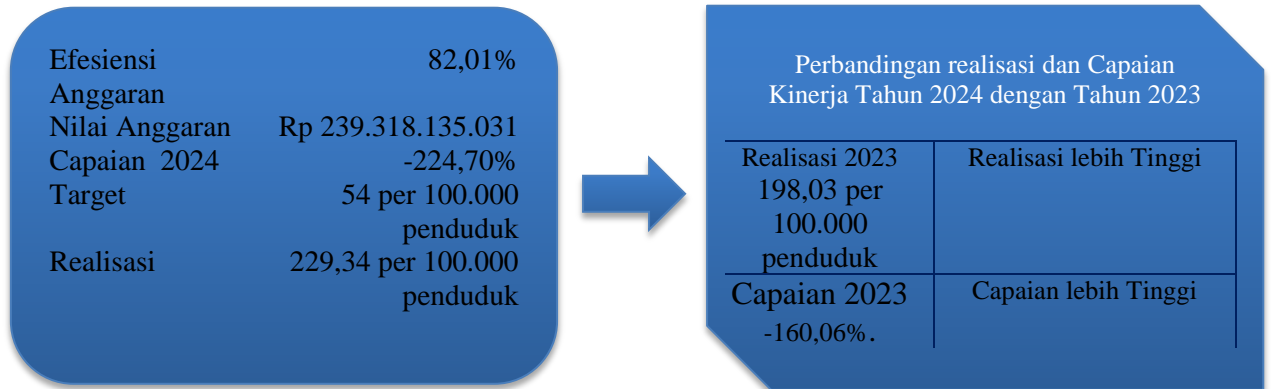 Efesiensi 82,01%
Anggaran
Nilai Anggaran Rp 239.318.135.031
Capaian 2024 -224,70%
Target 54 per 100.000
penduduk
Realisasi 229,34 per 100.000
penduduk
Perbandingan realisasi dan Capaian
Kinerja Tahun 2024 dengan Tahun 2023
Realisasi 2023 Realisasi lebih Tinggi
198,03 per
100.000
penduduk
Capaian 2023 Capaian lebih Tinggi
-160,06%.